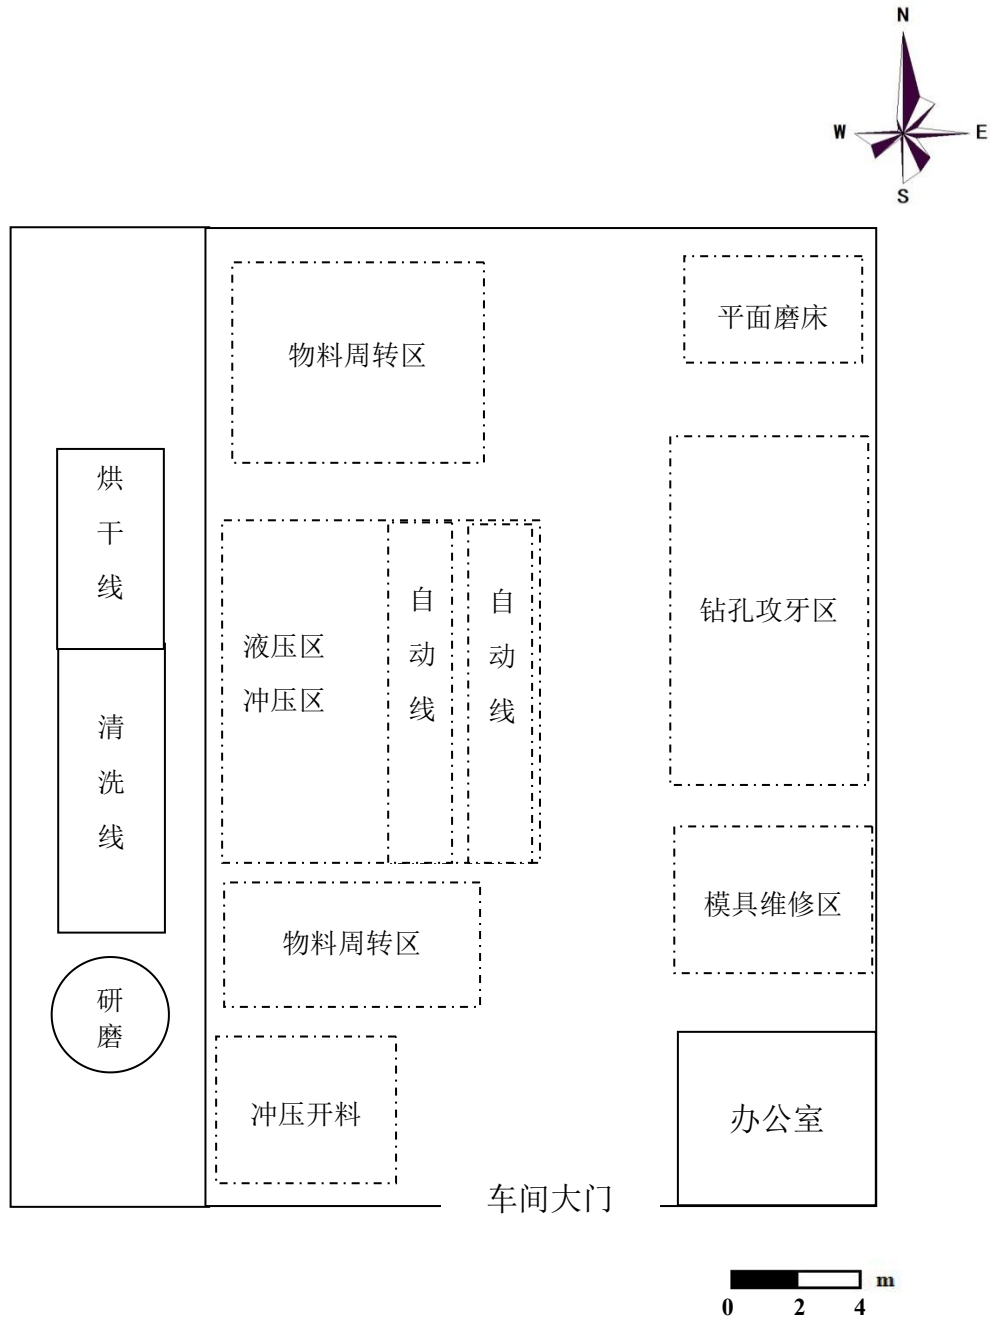 N
W
E
S
平面磨床
物料周转区
烘
干
线
自
动
线
自
动
线
钻孔攻牙区
液压区
冲压区
清
洗
线
模具维修区
物料周转区
研
磨
冲压开料
办公室
车间大门
m
0 2 4